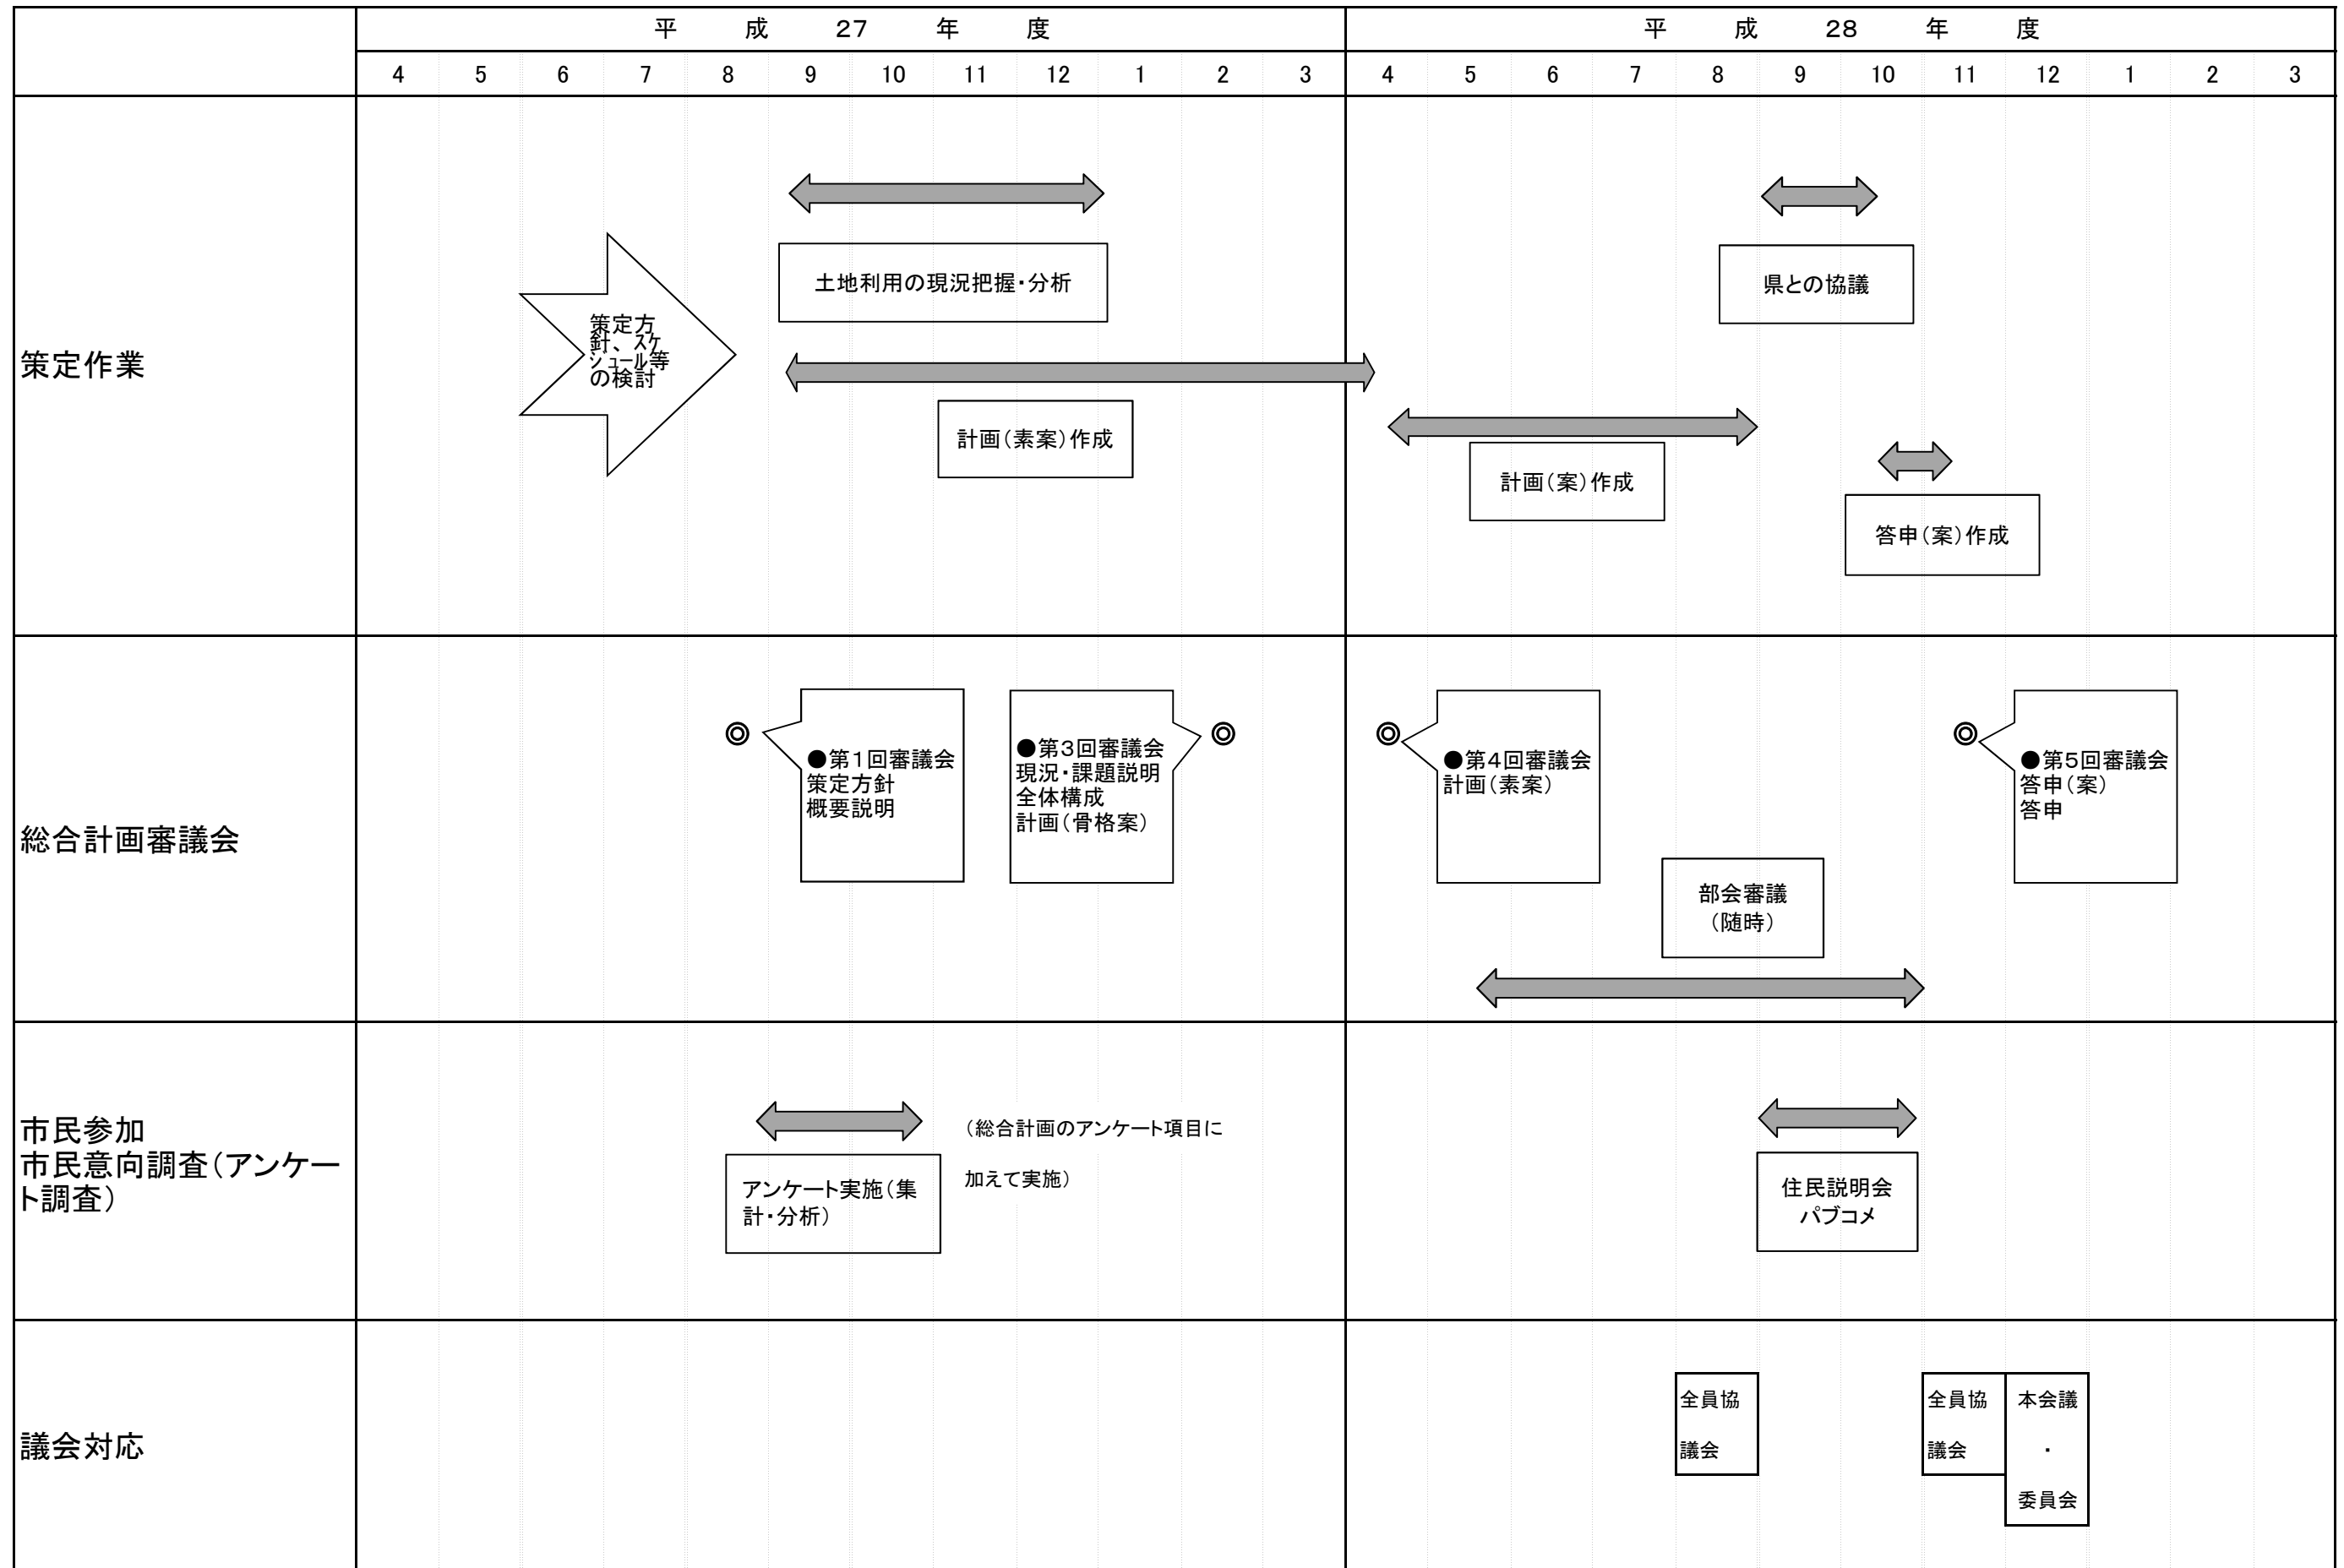 平成27年度
平成28年度
4 5 6 7 8 9 10 11 12 1 2 3 4 5 6 7 8 9 10 11 12 1 2 3
策定作業
策定方
針、スケ
ジュール等
の検討
土地利用の現況把握・分析
計画（素案）作成
県との協議
計画（案）作成
答申（案）作成
総合計画審議会
◎
●第１回審議会
策定方針
概要説明
●第３回審議会
現況・課題説明
全体構成
計画（骨格案）
◎
◎
●第４回審議会
計画（素案）
部会審議
（随時）
◎
●第５回審議会
答申（案）
答申
市民参加
市民意向調査（アンケー
ト調査）
アンケート実施（集
計・分析）
（総合計画のアンケート項目に
加えて実施）
住民説明会
パブコメ
議会対応
全員協
議会
全員協
議会
本会議
・
委員会